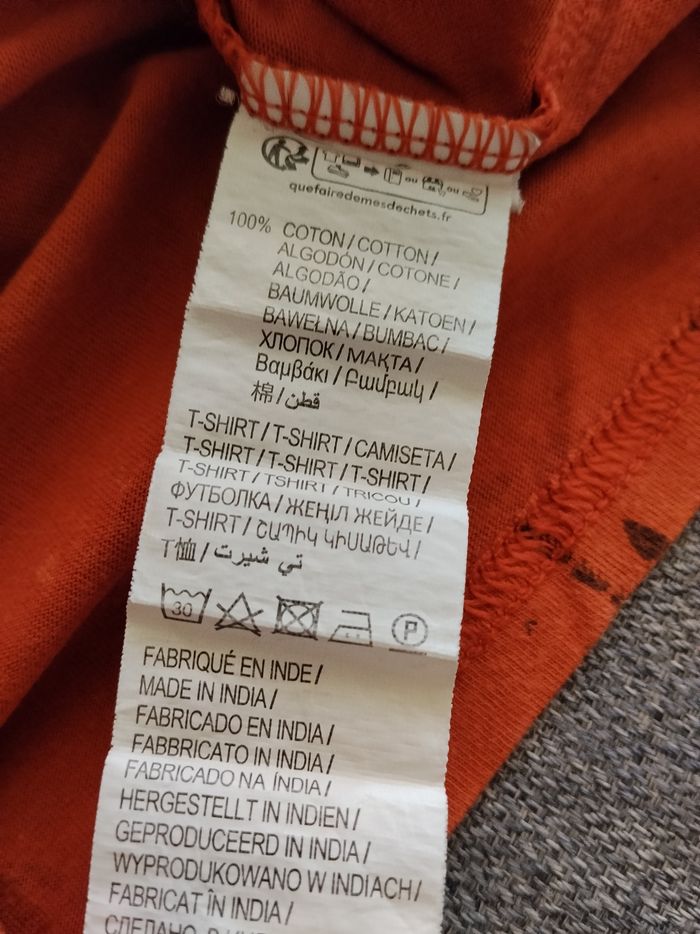 ou ou
quefairedemesdechets.fr
100% COTON / COTTON /
ALGODÓN / COTONE /
ALGODÃO /
BAUMWOLLE / KATOEN /
BAWEŁNA / BUMBAC /
ХЛОПОК / МАҚТА /
Βαμβάκι / Բամբակ /
棉 / قطن
T-SHIRT / T-SHIRT / CAMISETA /
T-SHIRT / T-SHIRT / T-SHIRT /
T-SHIRT / TSHIRT / TRICOU /
ФУТБОЛКА / ЖЕҢІЛ ЖЕЙДЕ /
T-SHIRT / ՇԱՊԻԿ ԿԻՍԱԹԵՎ /
T恤 / تي شيرت
30 P
FABRIQUÉ EN INDE /
MADE IN INDIA /
FABRICADO EN INDIA /
FABBRICATO IN INDIA /
FABRICADO NA ÍNDIA /
HERGESTELLT IN INDIEN /
GEPRODUCEERD IN INDIA /
WYPRODUKOWANO W INDIACH /
FABRICAT ÎN INDIA /
СДЕЛАНО В